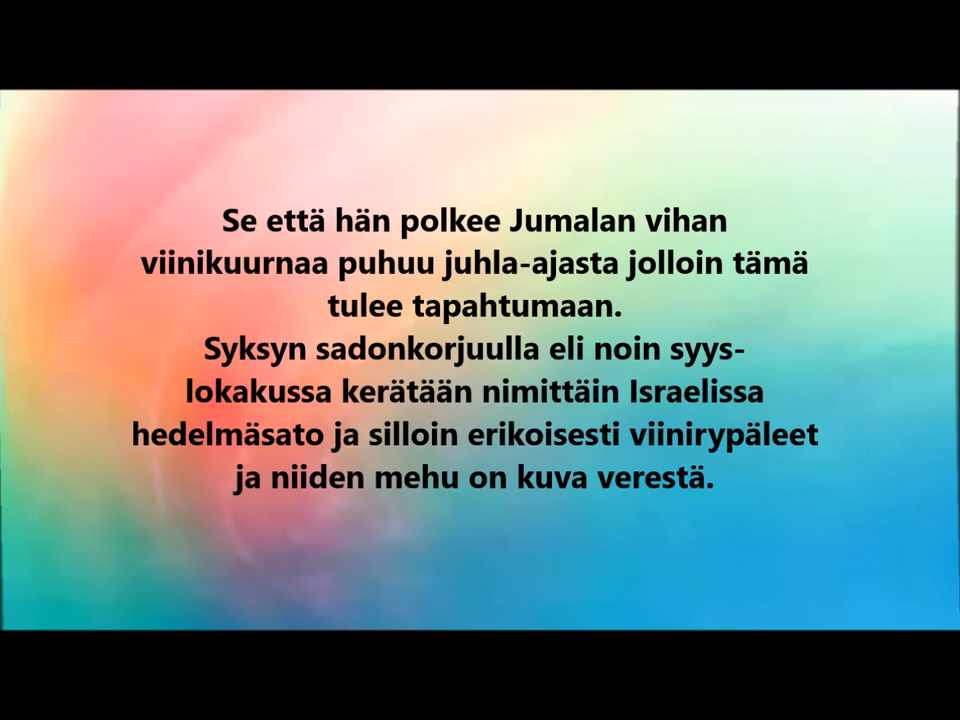 Se että hän polkee Jumalan vihan
viinikuurnaa puhuu juhla-ajasta jolloin tämä
tulee tapahtumaan.
Syksyn sadonkorjuulla eli noin syys-
lokakussa kerätään nimittäin Israelissa
hedelmäsato ja silloin erikoisesti viinirypäleet
ja niiden mehu on kuva verestä.